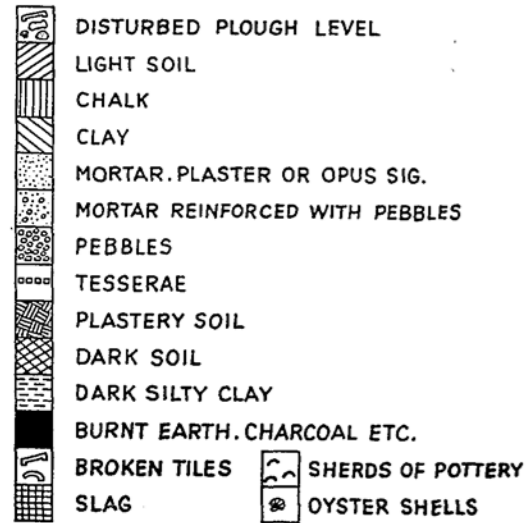 DISTURBED PLOUGH LEVEL
LIGHT SOIL
CHALK
CLAY
MORTAR. PLASTER OR OPUS SIG.
MORTAR REINFORCED WITH PEBBLES
PEBBLES
TESSERAE
PLASTERY SOIL
DARK SOIL
DARK SILTY CLAY
BURNT EARTH. CHARCOAL ETC.
BROKEN TILES SHERDS OF POTTERY
SLAG OYSTER SHELLS